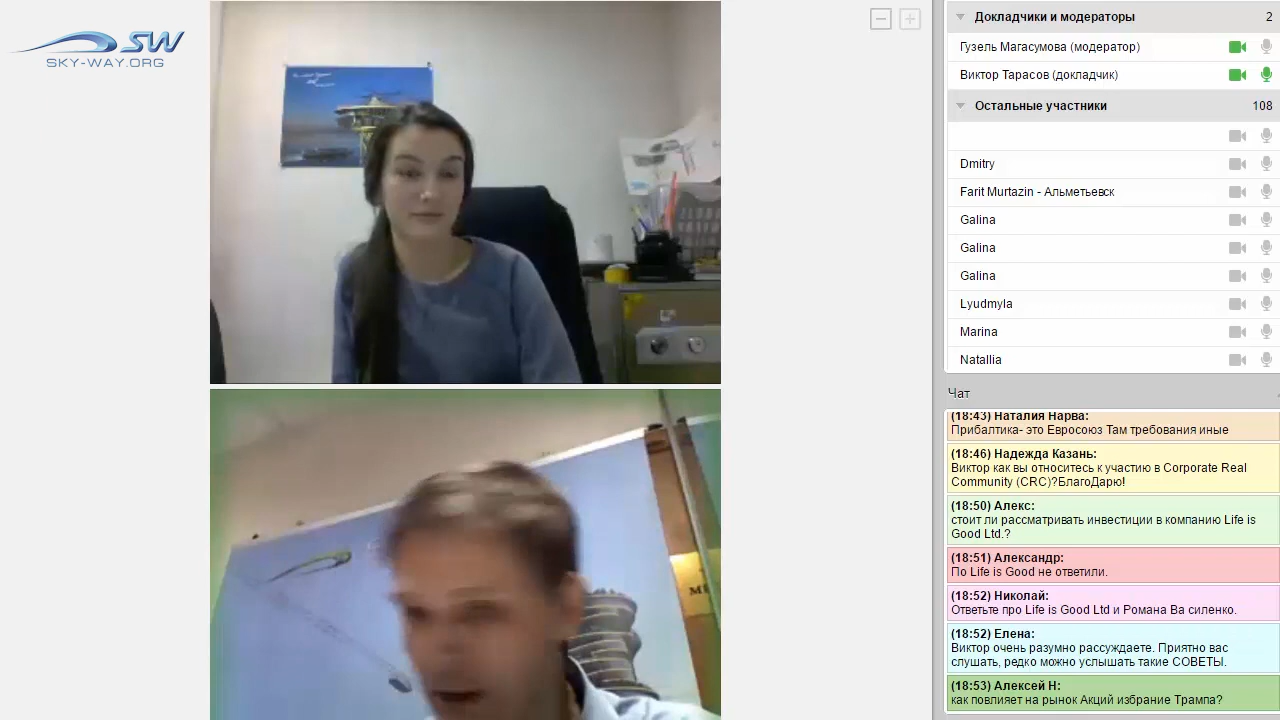 SW
SKY-WAY.ORG
Докладчики и модераторы 2
Гузель Магасумова (модератор)
Виктор Тарасов (докладчик)
Остальные участники 108
Dmitry
Farit Murtazin - Альметьевск
Galina
Galina
Galina
Lyudmyla
Marina
Natallia
Чат
(18:43) Наталия Нарва:
Прибалтика- это Евросоюз Там требования иные
(18:46) Надежда Казань:
Виктор как вы относитесь к участию в Corporate Real
Community (CRC)?БлагоДарю!
(18:50) Алекс:
стоит ли рассматривать инвестиции в компанию Life is
Good Ltd.?
(18:51) Александр:
По Life is Good не ответили.
(18:52) Николай:
Ответьте про Life is Good Ltd и Романа Ва силенко.
(18:52) Елена:
Виктор очень разумно рассуждаете. Приятно вас
слушать, редко можно услышать такие СОВЕТЫ.
(18:53) Алексей Н:
как повлияет на рынок Акций избрание Трампа?